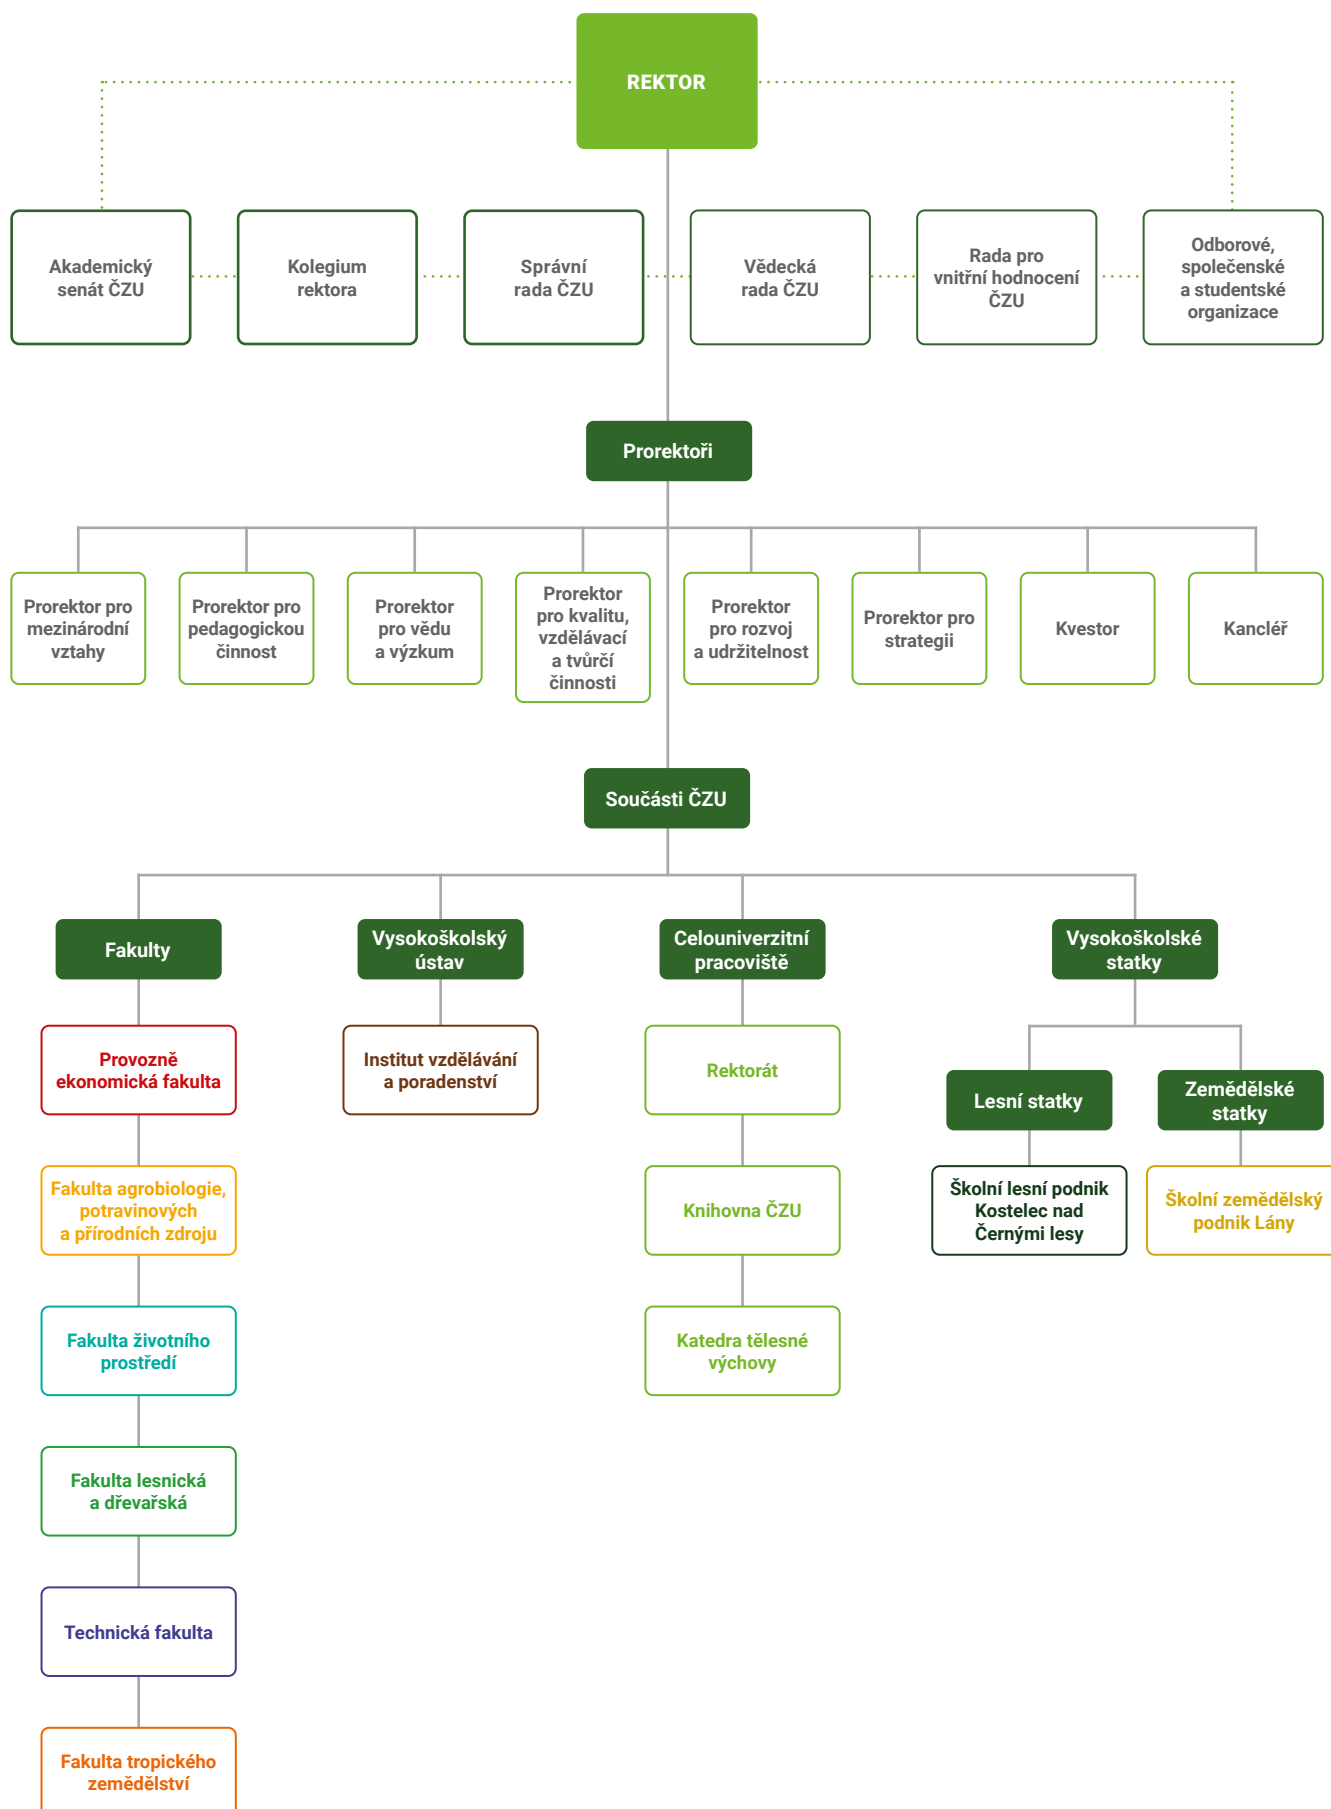 REKTOR
Akademický
senát ČZU
Kolegium
rektora
Správní
rada ČZU
Vědecká
rada ČZU
Rada pro
vnitřní hodnocení
ČZU
Odborové,
společenské
a studentské
organizace
Prorektoři
Prorektor pro
mezinárodní
vztahy
Prorektor pro
pedagogickou
činnost
Prorektor
pro vědu
a výzkum
Prorektor
pro kvalitu,
vzdělávací
a tvůrčí
činnosti
Prorektor
pro rozvoj
a udržitelnost
Prorektor pro
strategii
Kvestor
Kancléř
Součásti ČZU
Fakulty
Vysokoškolský
ústav
Celouniverzitní
pracoviště
Vysokoškolské
statky
Provozně
ekonomická fakulta
Institut vzdělávání
a poradenství
Rektorát
Lesní statky
Zemědělské
statky
Fakulta agrobiologie,
potravinových
a přírodních zdroju
Knihovna ČZU
Školní lesní podnik
Kostelec nad
Černými lesy
Školní zemědělský
podnik Lány
Fakulta životního
prostředí
Katedra tělesné
výchovy
Fakulta lesnická
a dřevařská
Technická fakulta
Fakulta tropického
zemědělství